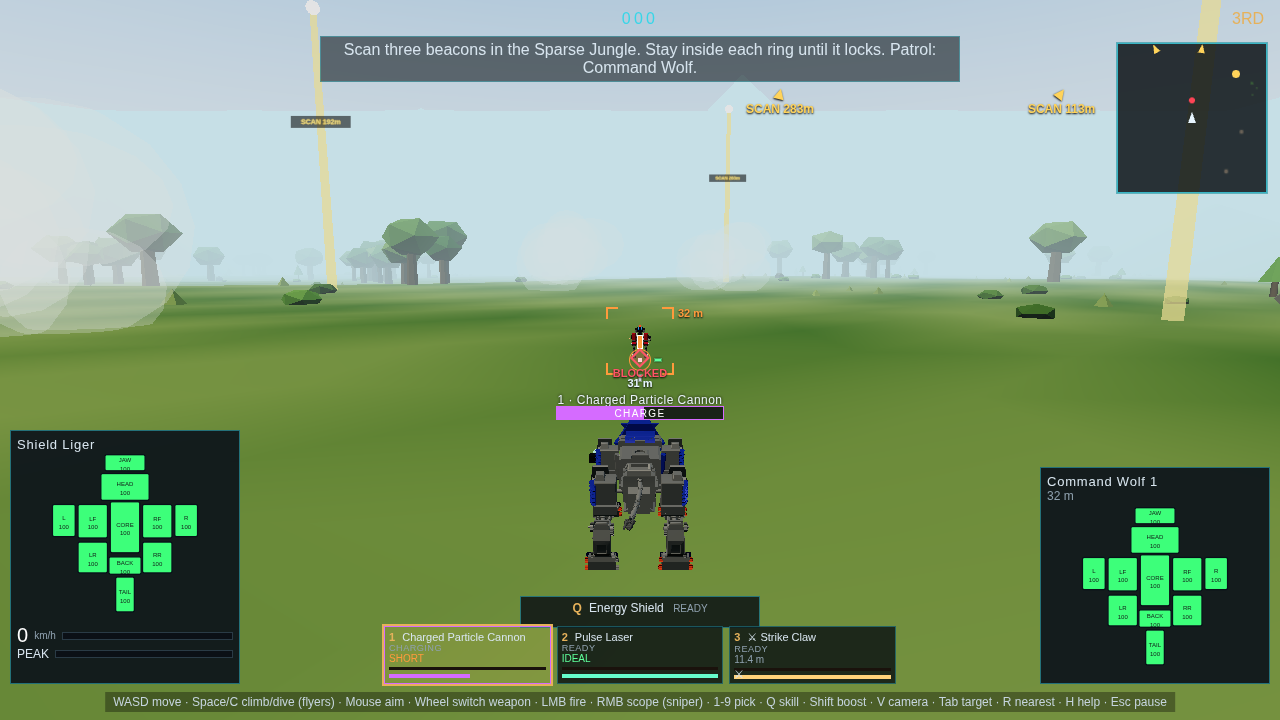 000
3RD
Scan three beacons in the Sparse Jungle. Stay inside each ring until it locks. Patrol:
Command Wolf.
SCAN 283m
SCAN 113m
SCAN 192m
32 m
BLOCKED
31 m
1 · Charged Particle Cannon
CHARGE
Shield Liger
JAW
100
HEAD
100
L
100
LF
100
CORE
100
RF
100
R
100
LR
100
BACK
100
RR
100
TAIL
100
0 km/h
PEAK
Command Wolf 1
32 m
JAW
100
HEAD
100
L
100
LF
100
CORE
100
RF
100
R
100
LR
100
BACK
100
RR
100
TAIL
100
Q Energy Shield READY
1 Charged Particle Cannon
CHARGING
SHORT
2 Pulse Laser
READY
IDEAL
3 ⚔ Strike Claw
READY
11.4 m
WASD move · Space/C climb/dive (flyers) · Mouse aim · Wheel switch weapon · LMB fire · RMB scope (sniper) · 1-9 pick · Q skill · Shift boost · V camera · Tab target · R nearest · H help · Esc pause